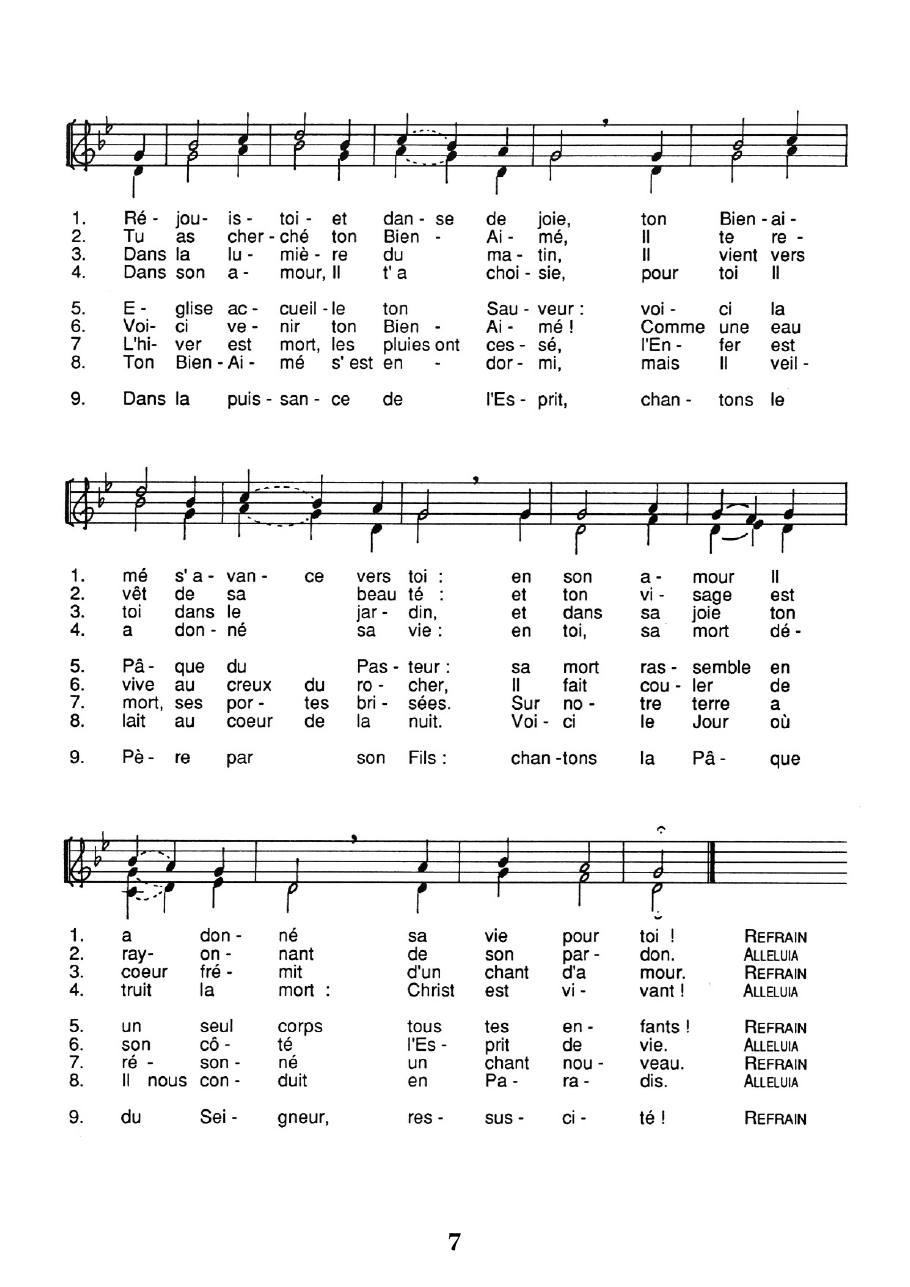 1. Ré - jou- is - toi - et dan - se de joie, ton Bien - ai -
2. Tu as cher - ché ton Bien - Ai - mé, Il te re -
3. Dans la lu - miè - re du ma - tin, Il vient vers
4. Dans son a - mour, Il t' a choi - sie, pour toi Il
5. E - glise ac - cueil - le ton Sau - veur : voi - ci la
6. Voi- ci ve - nir ton Bien - Ai - mé ! Comme une eau
7 L'hi- ver est mort, les pluies ont ces - sé, l'En - fer est
8. Ton Bien - Ai - mé s' est en - dor - mi, mais Il veil -
9. Dans la puis - san - ce de l'Es - prit, chan - tons le
1. mé s' a - van - ce vers toi : en son a - mour Il
2. vêt de sa beau té : et ton vi - sage est
3. toi dans le jar - din, et dans sa joie ton
4. a don - né sa vie : en toi, sa mort dé -
5. Pâ - que du Pas - teur : sa mort ras - semble en
6. vive au creux du ro - cher, Il fait cou - ler de
7. mort, ses por - tes bri - sées. Sur no - tre terre a
8. lait au coeur de la nuit. Voi - ci le Jour où
9. Pè - re par son Fils : chan -tons la Pâ - que
1. a don - né sa vie pour toi ! REFRAIN
2. ray- on - nant de son par - don. ALLELUIA
3. coeur fré - mit d'un chant d'a mour. REFRAIN
4. truit la mort : Christ est vi - vant ! ALLELUIA
5. un seul corps tous tes en - fants ! REFRAIN
6. son cô - té l'Es - prit de vie. ALLELUIA
7. ré - son - né un chant nou - veau. REFRAIN
8. Il nous con - duit en Pa - ra - dis. ALLELUIA
9. du Sei - gneur, res - sus - ci - té ! REFRAIN
7